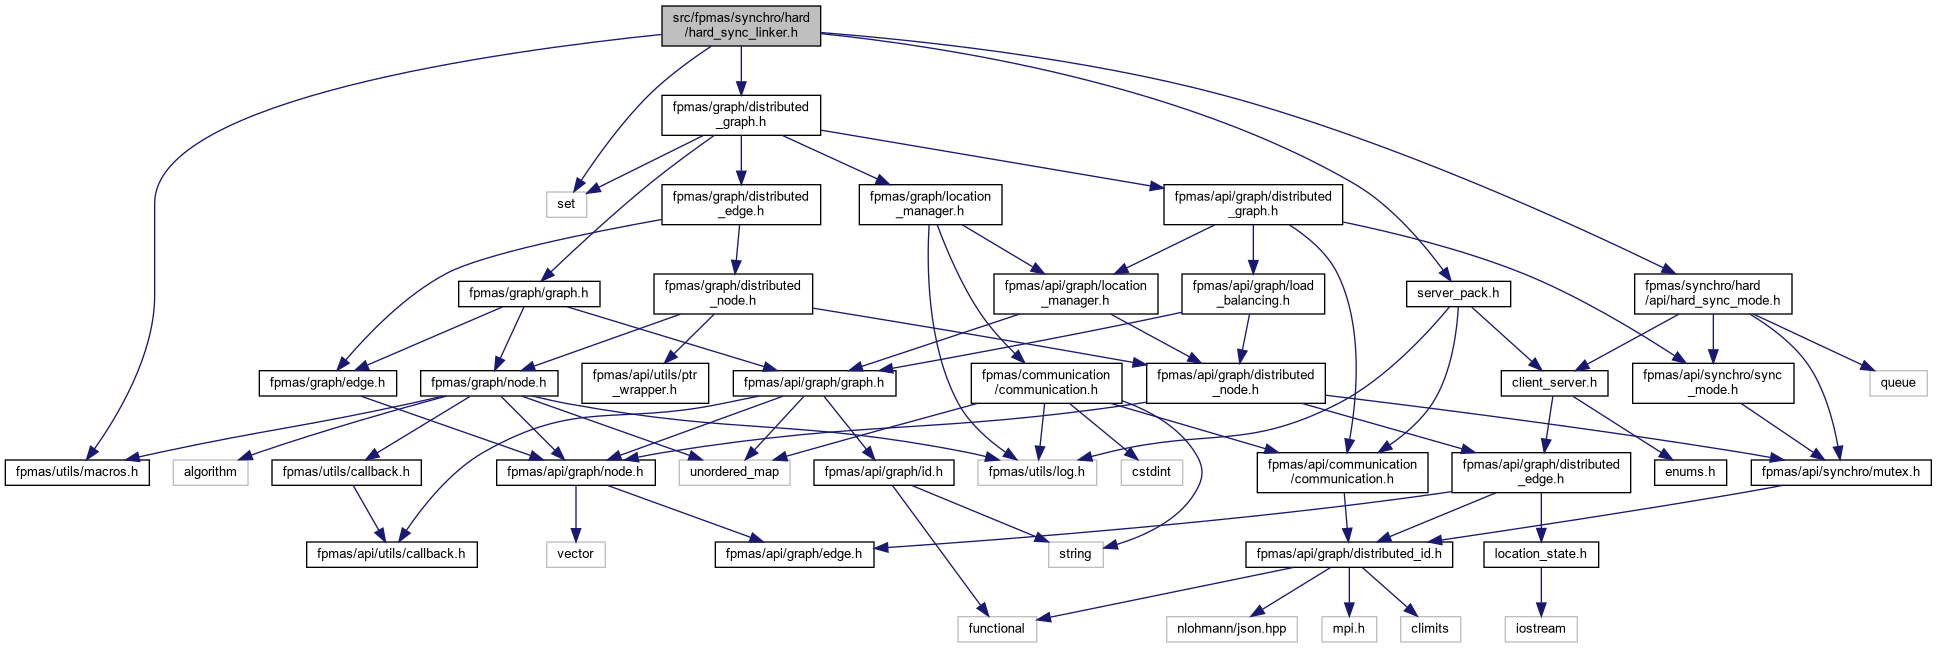 src/fpmas/synchro/hard
/hard_sync_linker.h
fpmas/graph/distributed
_graph.h
set
fpmas/graph/distributed
_edge.h
fpmas/graph/location
_manager.h
fpmas/api/graph/distributed
_graph.h
fpmas/graph/graph.h
fpmas/graph/distributed
_node.h
fpmas/api/graph/location
_manager.h
fpmas/api/graph/load
_balancing.h
server_pack.h
fpmas/synchro/hard
/api/hard_sync_mode.h
fpmas/graph/edge.h
fpmas/graph/node.h
fpmas/api/utils/ptr
_wrapper.h
fpmas/api/graph/graph.h
fpmas/communication
/communication.h
fpmas/api/graph/distributed
_node.h
client_server.h
fpmas/api/synchro/sync
_mode.h
queue
fpmas/utils/macros.h
algorithm
fpmas/utils/callback.h
fpmas/api/graph/node.h
unordered_map
fpmas/api/graph/id.h
fpmas/utils/log.h
cstdint
fpmas/api/communication
/communication.h
fpmas/api/graph/distributed
_edge.h
enums.h
fpmas/api/synchro/mutex.h
fpmas/api/utils/callback.h
vector
fpmas/api/graph/edge.h
string
fpmas/api/graph/distributed_id.h
location_state.h
functional
nlohmann/json.hpp
mpi.h
climits
iostream